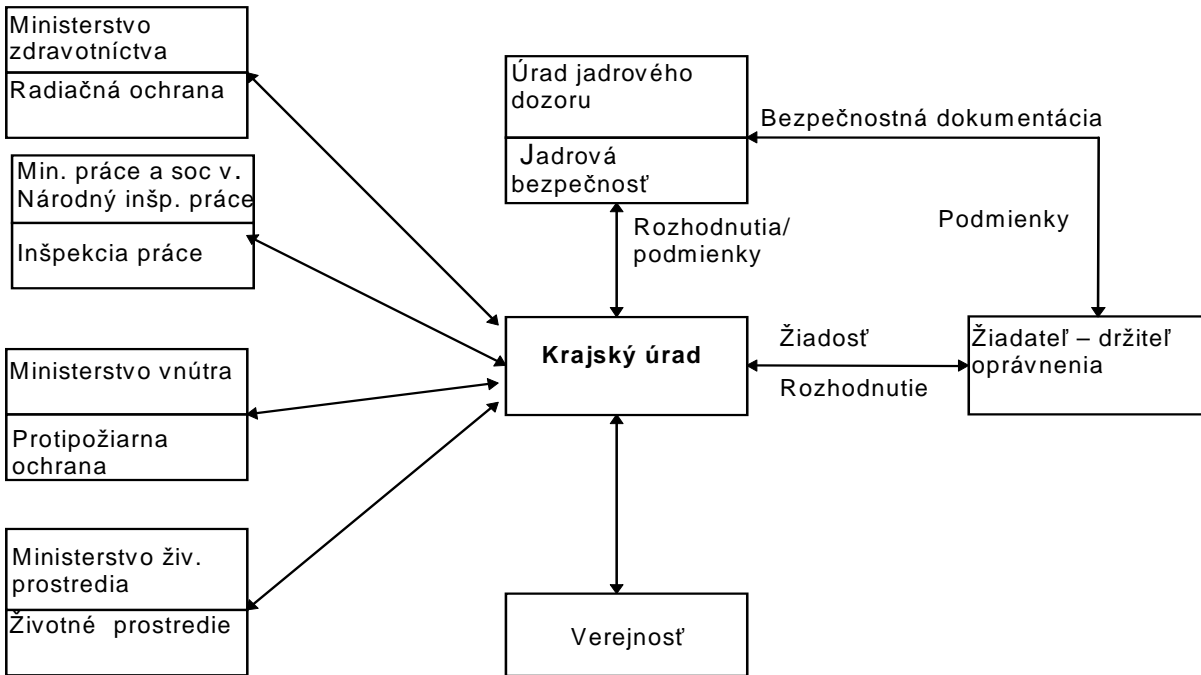 Ministerstvo
zdravotníctva
Radiačná ochrana
Min. práce a soc v.
Národný inšp. práce
Inšpekcia práce
Ministerstvo vnútra
Protipožiarna
ochrana
Ministerstvo živ.
prostredia
Životné prostredie
Úrad jadrového
dozoru
Jadrová
bezpečnosť
Rozhodnutia/
podmienky
Krajský úrad
Verejnosť
Bezpečnostná dokumentácia
Podmienky
Žiadosť
Rozhodnutie
Žiadateľ – držiteľ
oprávnenia